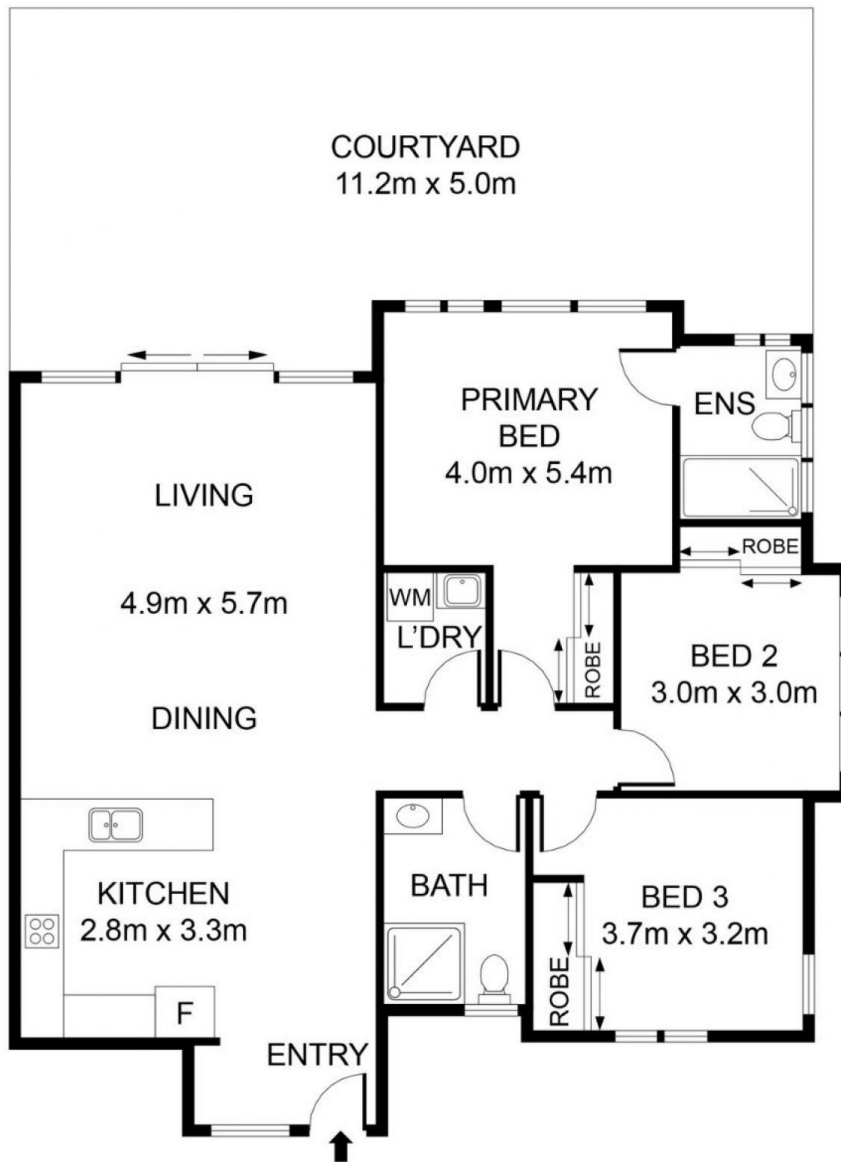 COURTYARD
11.2m x 5.0m
PRIMARY
BED
4.0m x 5.4m
ENS
LIVING
4.9m x 5.7m
DINING
WM
L'DRY
ROBE
ROBE
BED 2
3.0m x 3.0m
KITCHEN
2.8m x 3.3m
F
BATH
BED 3
3.7m x 3.2m
ROBE
ENTRY